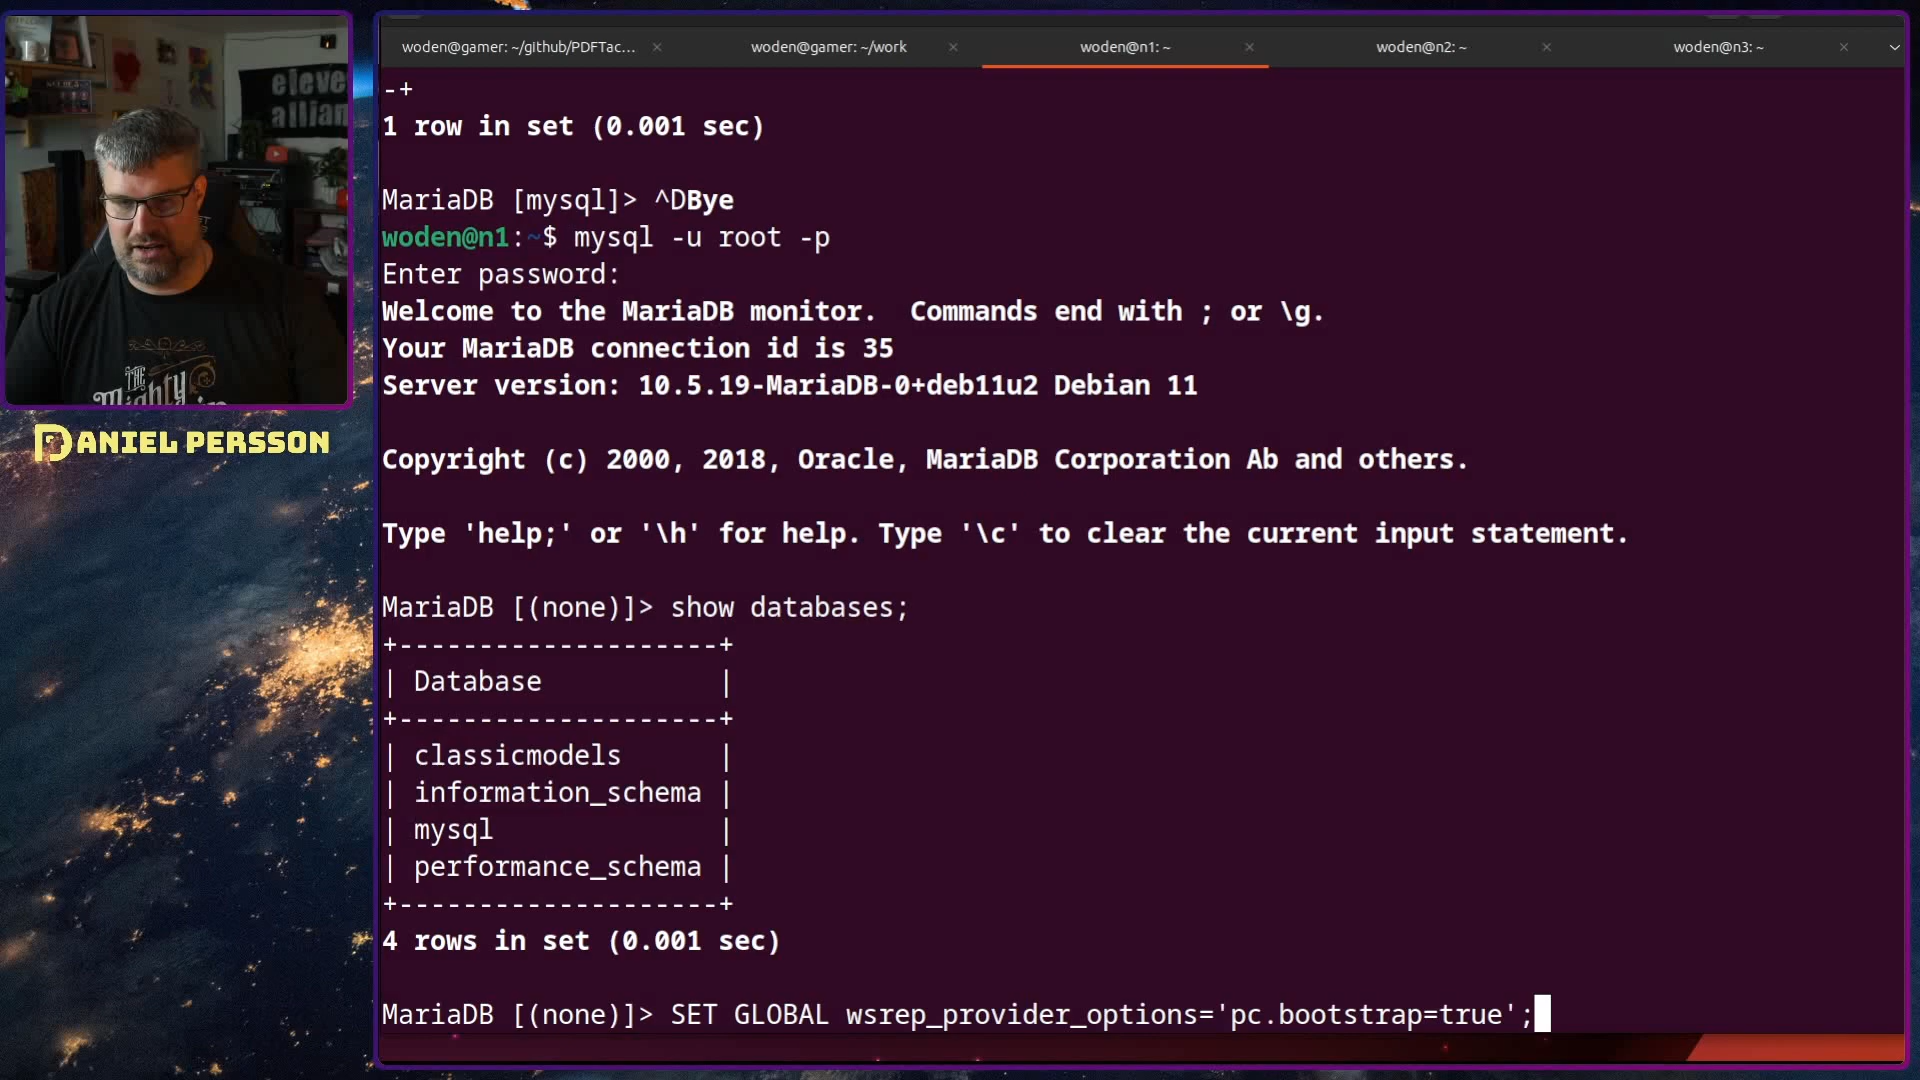 woden@gamer: ~/github/PDFTac...
woden@gamer: ~/work
woden@n1: ~
woden@n2: ~
woden@n3: ~
-+
1 row in set (0.001 sec)
MariaDB [mysql]> ^DBye
woden@n1:~$ mysql -u root -p
Enter password:
Welcome to the MariaDB monitor.  Commands end with ; or \g.
Your MariaDB connection id is 35
Server version: 10.5.19-MariaDB-0+deb11u2 Debian 11
Copyright (c) 2000, 2018, Oracle, MariaDB Corporation Ab and others.
Type 'help;' or '\h' for help. Type '\c' to clear the current input statement.
MariaDB [(none)]> show databases;
+--------------------+
| Database           |
+--------------------+
| classicmodels      |
| information_schema |
| mysql              |
| performance_schema |
+--------------------+
4 rows in set (0.001 sec)
MariaDB [(none)]> SET GLOBAL wsrep_provider_options='pc.bootstrap=true';
THE
Mighty
DANIEL PERSSON